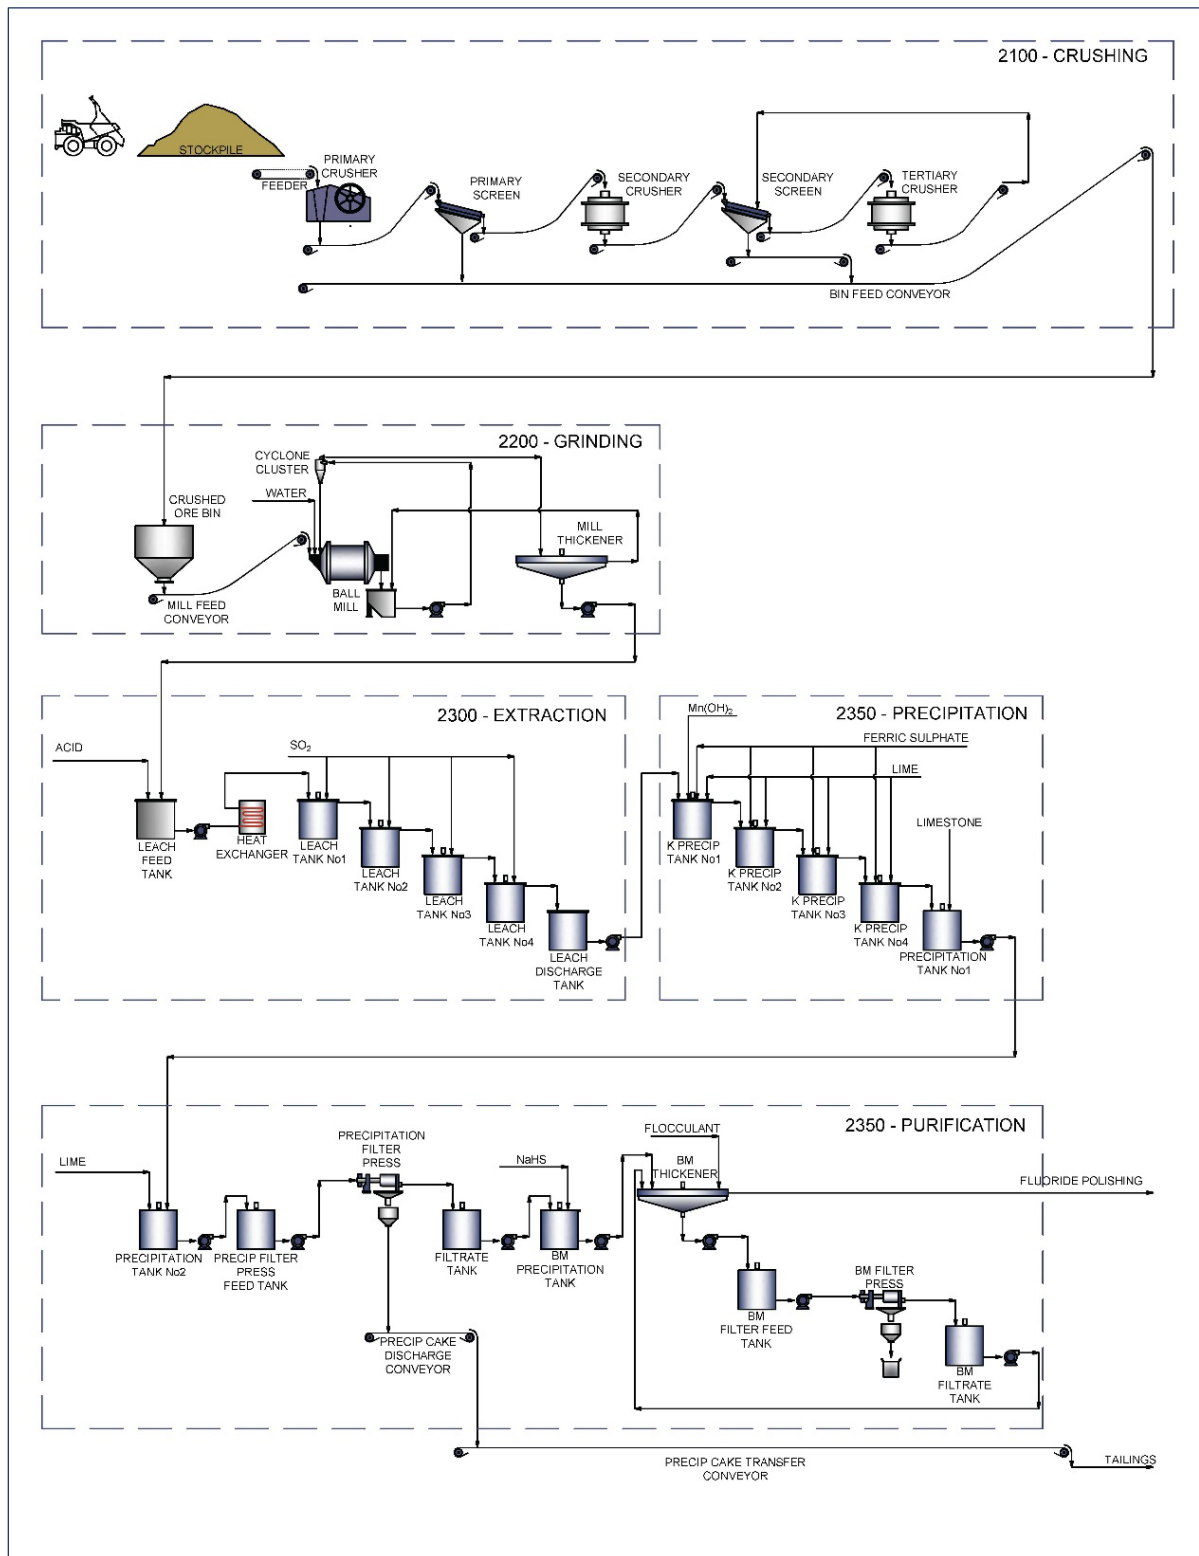 2100 - CRUSHING
STOCKPILE
FEEDER
PRIMARY
CRUSHER
PRIMARY
SCREEN
SECONDARY
CRUSHER
SECONDARY
SCREEN
TERTIARY
CRUSHER
BIN FEED CONVEYOR
2200 - GRINDING
CYCLONE
CLUSTER
WATER
CRUSHED
ORE BIN
MILL FEED
CONVEYOR
BALL
MILL
MILL
THICKENER
2300 - EXTRACTION
ACID
SO₂
LEACH
FEED
TANK
HEAT
EXCHANGER
LEACH
TANK No1
LEACH
TANK No2
LEACH
TANK No3
LEACH
TANK No4
LEACH
DISCHARGE
TANK
2350 - PRECIPITATION
Mn(OH)₂
FERRIC SULPHATE
LIME
LIMESTONE
K PRECIP
TANK No1
K PRECIP
TANK No2
K PRECIP
TANK No3
K PRECIP
TANK No4
PRECIPITATION
TANK No1
2350 - PURIFICATION
LIME
PRECIPITATION
FILTER
PRESS
NaHS
FLOCCULANT
BM
THICKENER
FLUORIDE POLISHING
PRECIPITATION
TANK No2
PRECIP FILTER
PRESS
FEED TANK
FILTRATE
TANK
BM
PRECIPITATION
TANK
BM
FILTER FEED
TANK
BM FILTER
PRESS
BM
FILTRATE
TANK
PRECIP CAKE
DISCHARGE
CONVEYOR
PRECIP CAKE TRANSFER
CONVEYOR
TAILINGS